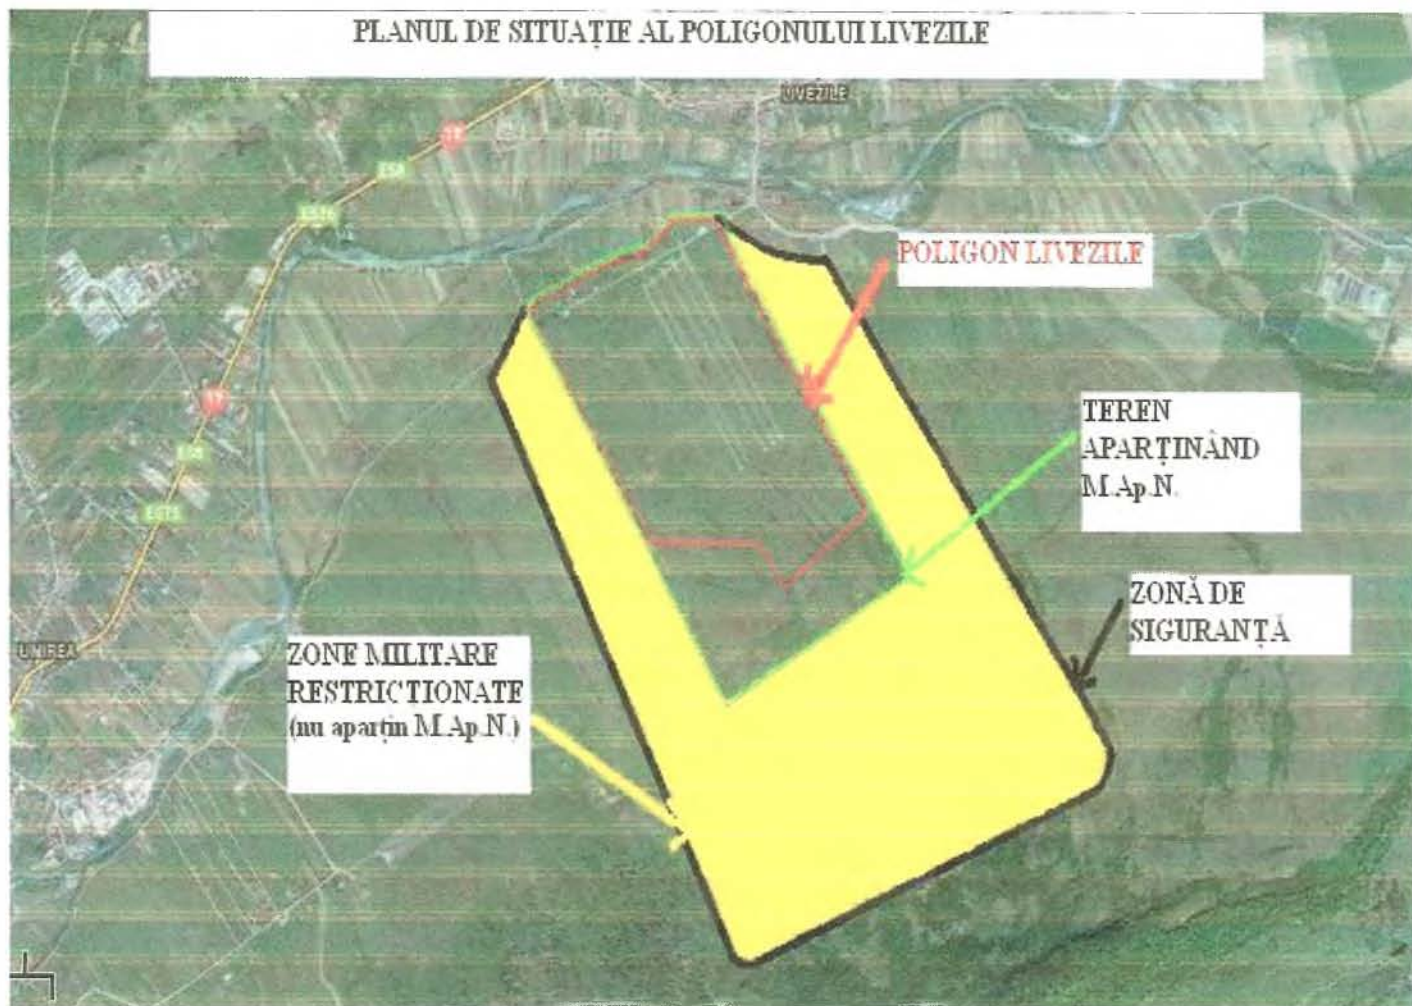 PLANUL DE SITUAȚIE AL POLIGONULUI LIVEZILE
LIVEZILE
17
E58
E576
POLIGON LIVEZILE
17
E58
E576
TEREN
APARȚINÂND
M.Ap.N.
ZONĂ DE
SIGURANȚĂ
UNIREA
ZONE MILITARE
RESTRICTIONATE
(nu aparțin M.Ap.N.)